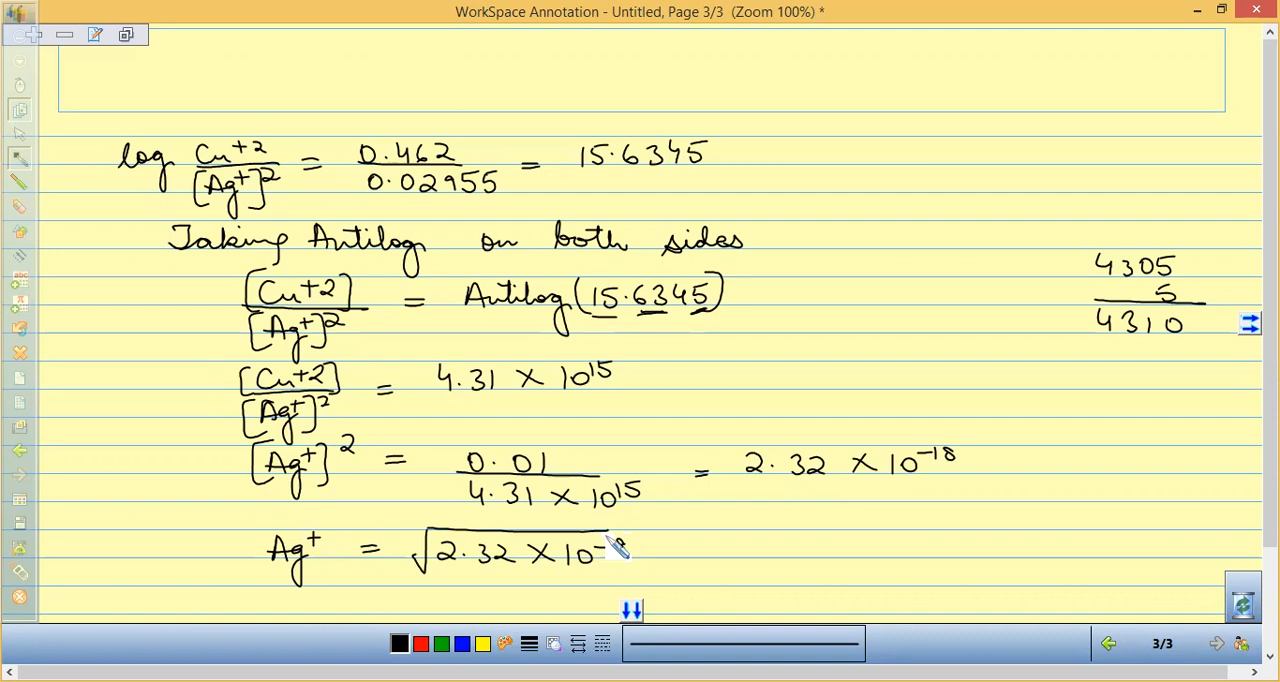 WorkSpace Annotation - Untitled, Page 3/3 (Zoom 100%) *
log Cu+2 / [Ag+]2 = 0.462 / 0.02955 = 15.6345
Taking Antilog on both sides
[Cu+2] / [Ag+]2 = Antilog(15.6345)
4305
5
4310
[Cu+2] / [Ag+]2 = 4.31 × 10^15
[Ag+]2 = 0.01 / 4.31 × 10^15 = 2.32 × 10^-18
Ag+ = √2.32 × 10^-
3/3